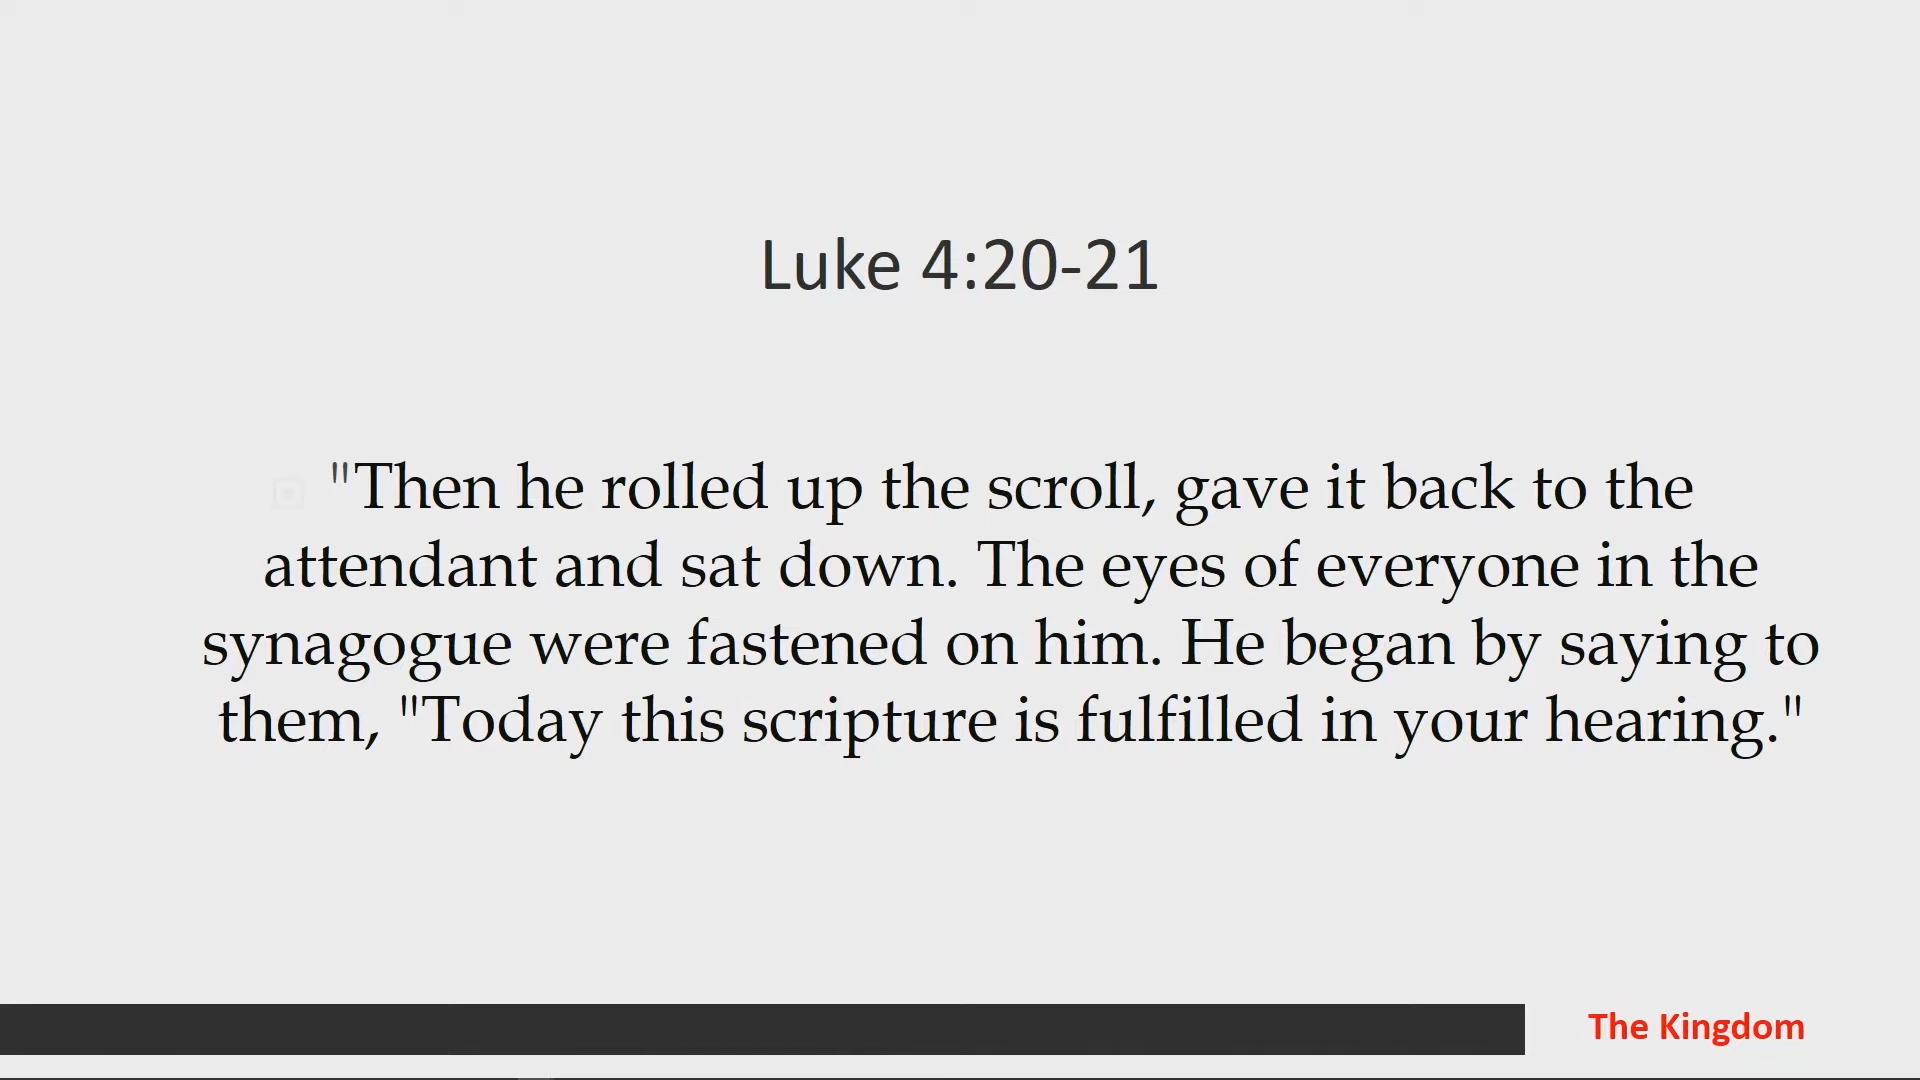 Luke 4:20-21
"Then he rolled up the scroll, gave it back to the
attendant and sat down. The eyes of everyone in the
synagogue were fastened on him. He began by saying to
them, "Today this scripture is fulfilled in your hearing."
The Kingdom